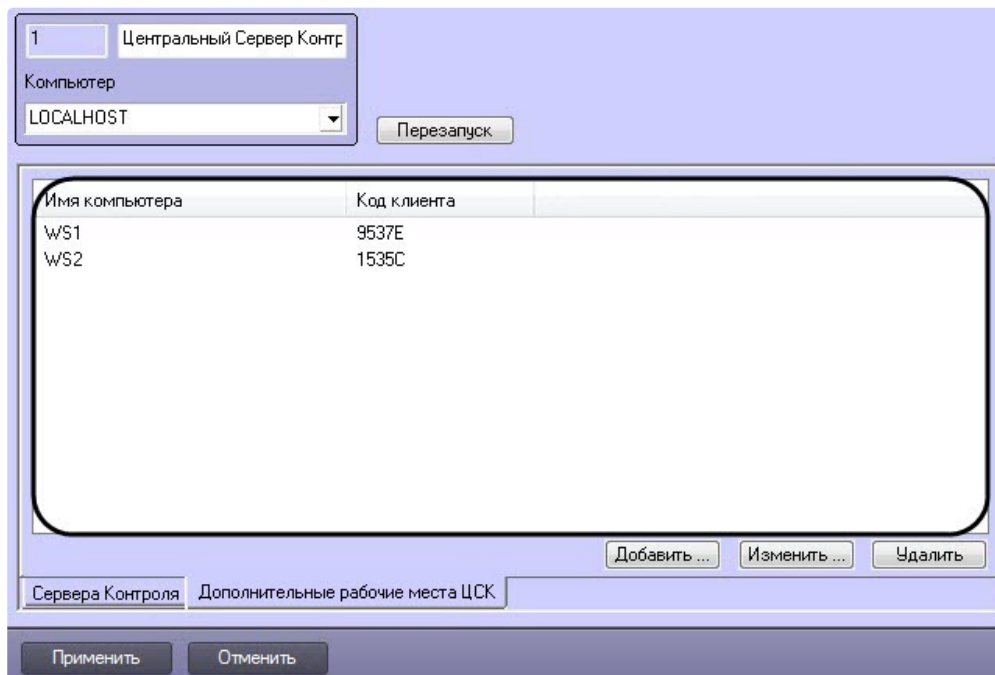 1 Центральный Сервер Контр
Компьютер
LOCALHOST
Перезапуск
Имя компьютера Код клиента
WS1 9537E
WS2 1535C
Добавить ... Изменить ... Удалить
Сервера Контроля Дополнительные рабочие места ЦСК
Применить Отменить